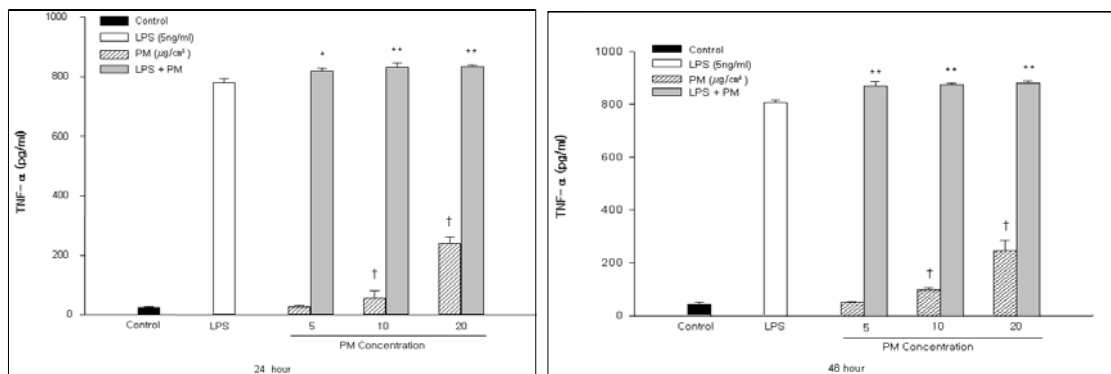 1000
800
600
400
200
0
TNF- α (pg/ml)
Control
LPS (5ng/ml)
PM (㎍/㎠)
LPS + PM
*
**
**
†
†
Control
LPS
5
10
20
PM Concentration
24 hour
1000
800
600
400
200
0
TNF- α (pg/ml)
Control
LPS (5ng/ml)
PM (㎍/㎠)
LPS + PM
**
**
**
†
†
Control
LPS
5
10
20
PM Concentration
48 hour